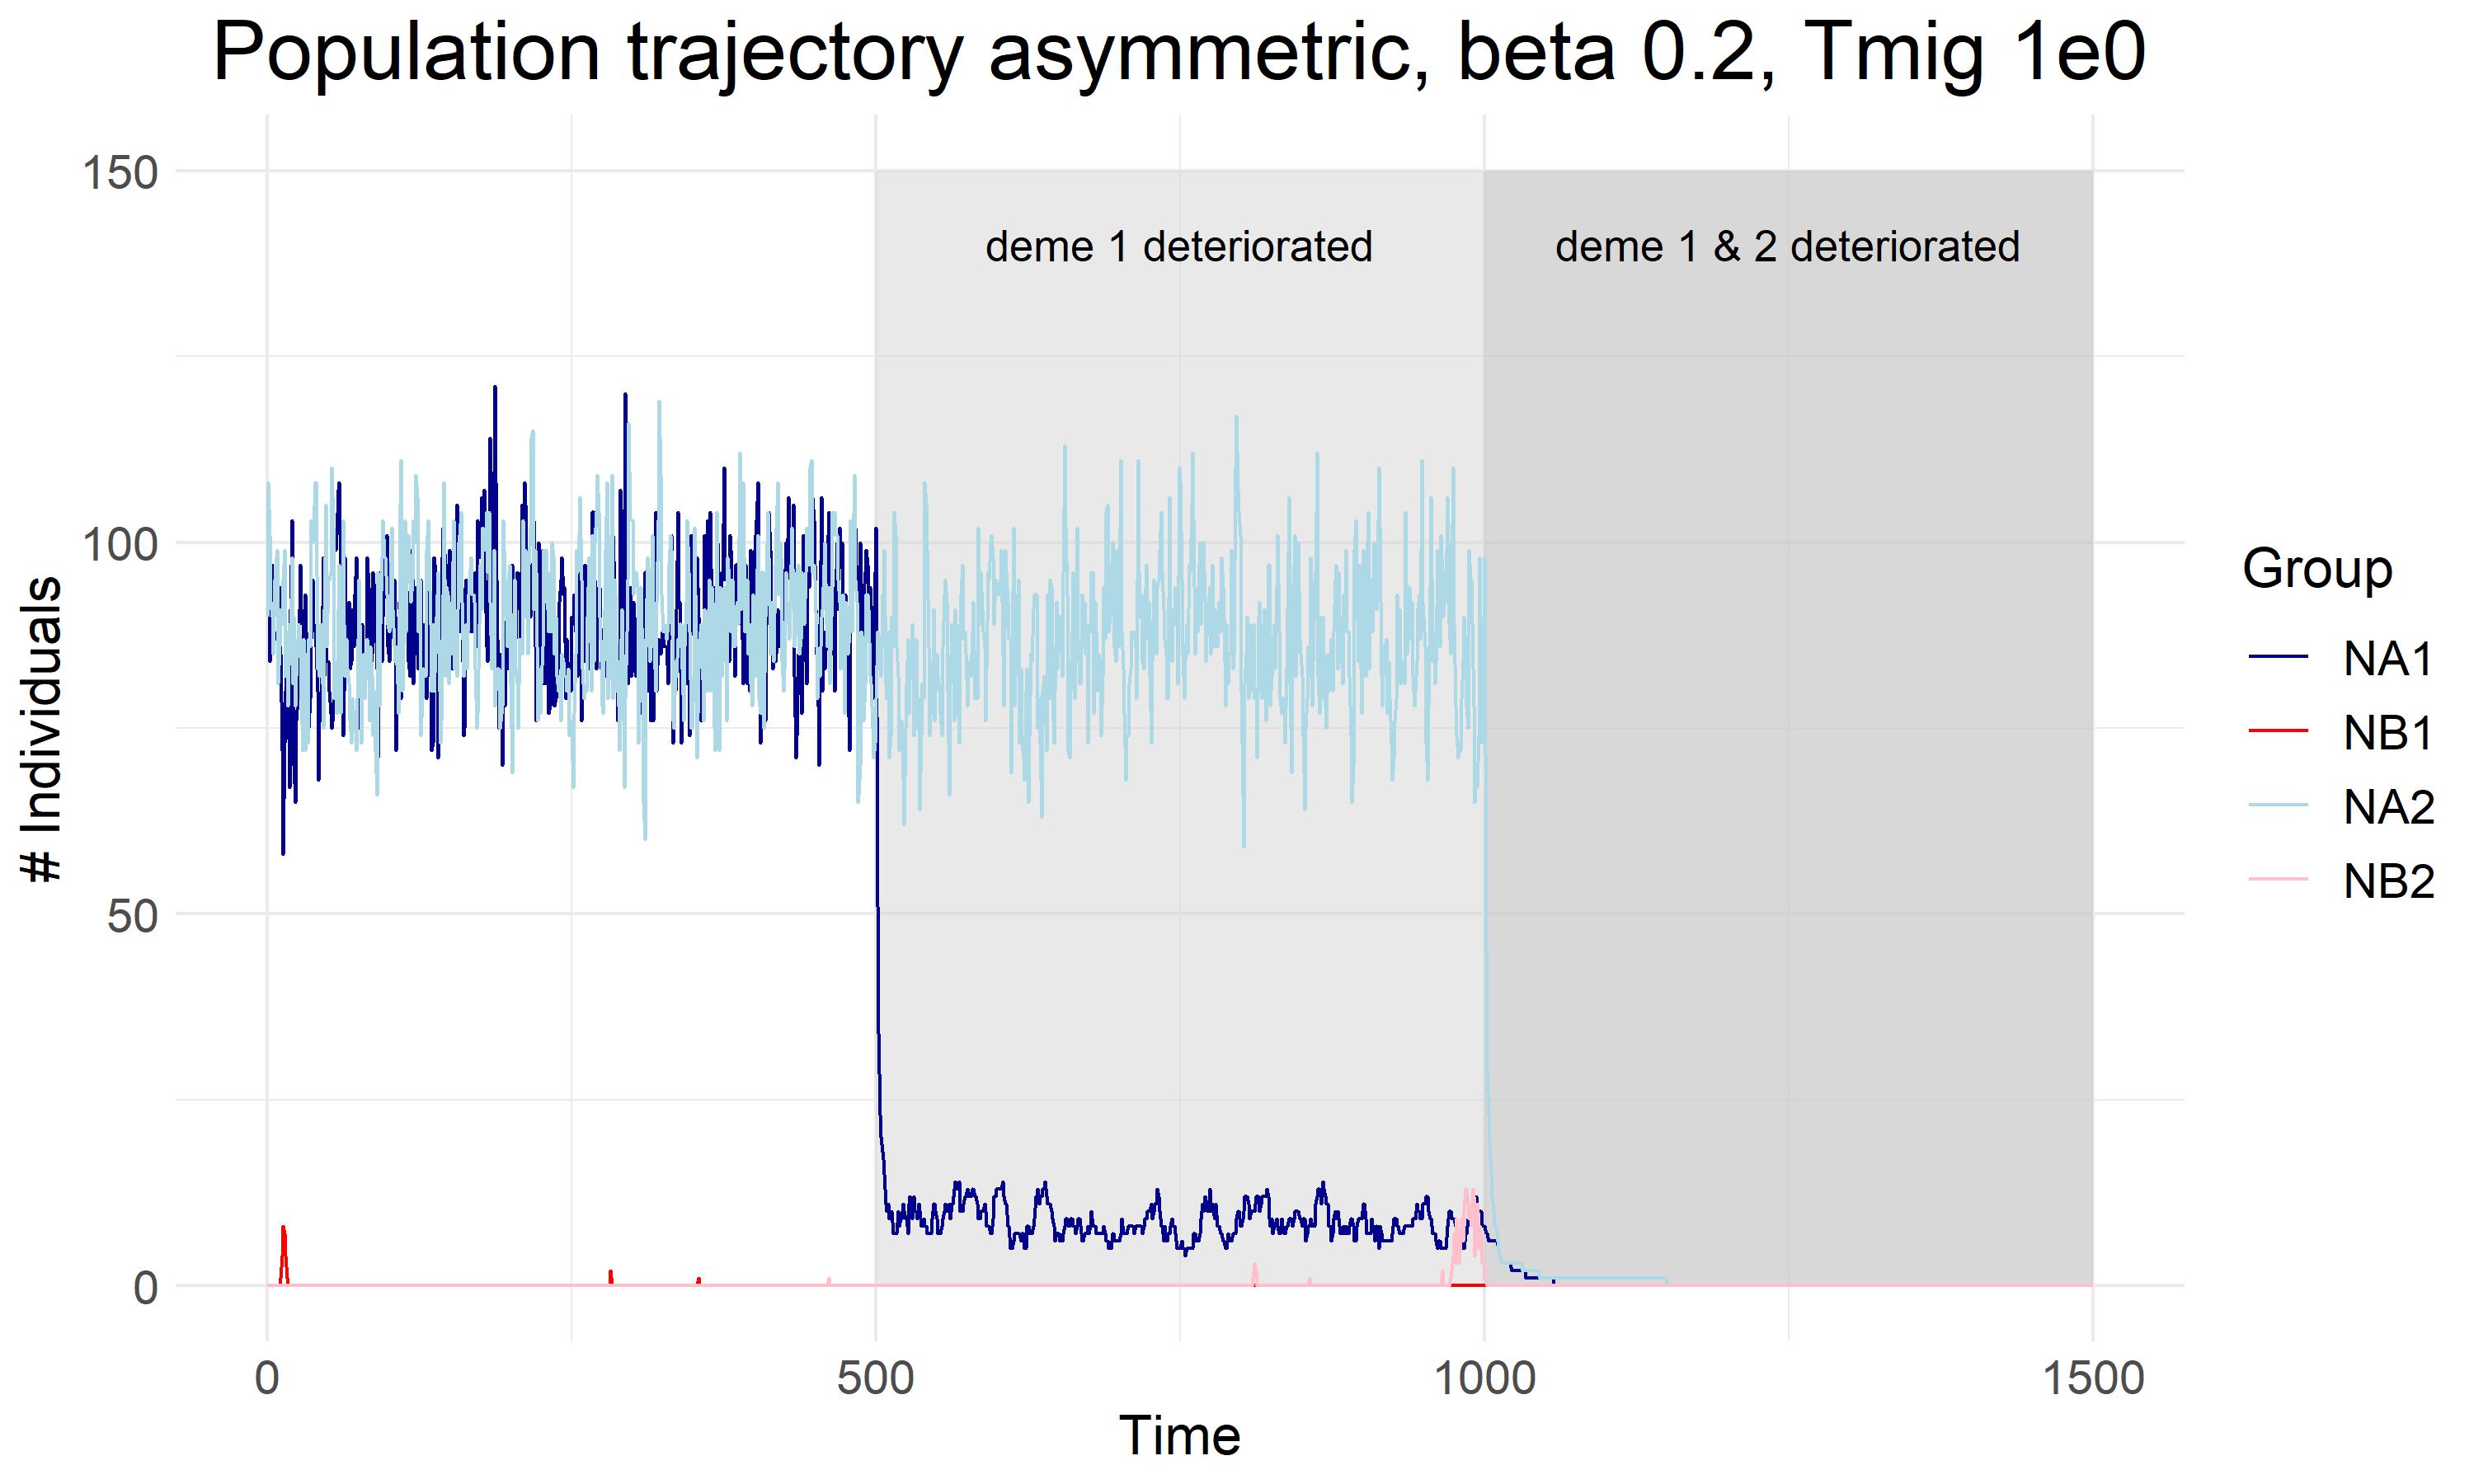 Population trajectory asymmetric, beta 0.2, Tmig 1e0
150
deme 1 deteriorated
deme 1 & 2 deteriorated
100
50
0
# Individuals
Group
NA1
NB1
NA2
NB2
0
500
1000
1500
Time